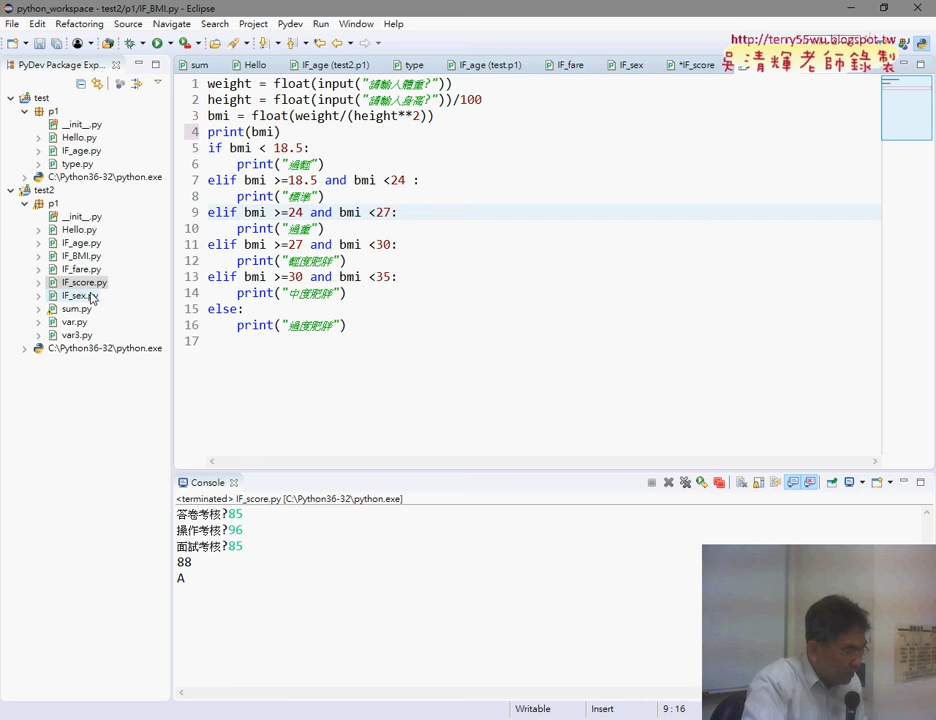 python_workspace - test2/p1/IF_BMI.py - Eclipse
File Edit Refactoring Source Navigate Search Project Pydev Run Window Help
http://terry55wu.blogspot.tw
吳清輝老師錄製
PyDev Package Exp...
sum Hello IF_age (test2.p1) type IF_age (test.p1) IF_fare IF_sex *IF_score
test
p1
__init__.py
Hello.py
IF_age.py
type.py
C:\Python36-32\python.exe
test2
p1
__init__.py
Hello.py
IF_age.py
IF_BMI.py
IF_fare.py
IF_score.py
IF_sex.py
sum.py
var.py
var3.py
C:\Python36-32\python.exe
1 weight = float(input("請輸入體重?"))
2 height = float(input("請輸入身高?"))/100
3 bmi = float(weight/(height**2))
4 print(bmi)
5 if bmi < 18.5:
6 print("過輕")
7 elif bmi >=18.5 and bmi <24 :
8 print("標準")
9 elif bmi >=24 and bmi <27:
10 print("過重")
11 elif bmi >=27 and bmi <30:
12 print("輕度肥胖")
13 elif bmi >=30 and bmi <35:
14 print("中度肥胖")
15 else:
16 print("過度肥胖")
17
Console
<terminated> IF_score.py [C:\Python36-32\python.exe]
答卷考核?85
操作考核?96
面試考核?85
88
A
Writable Insert 9 : 16